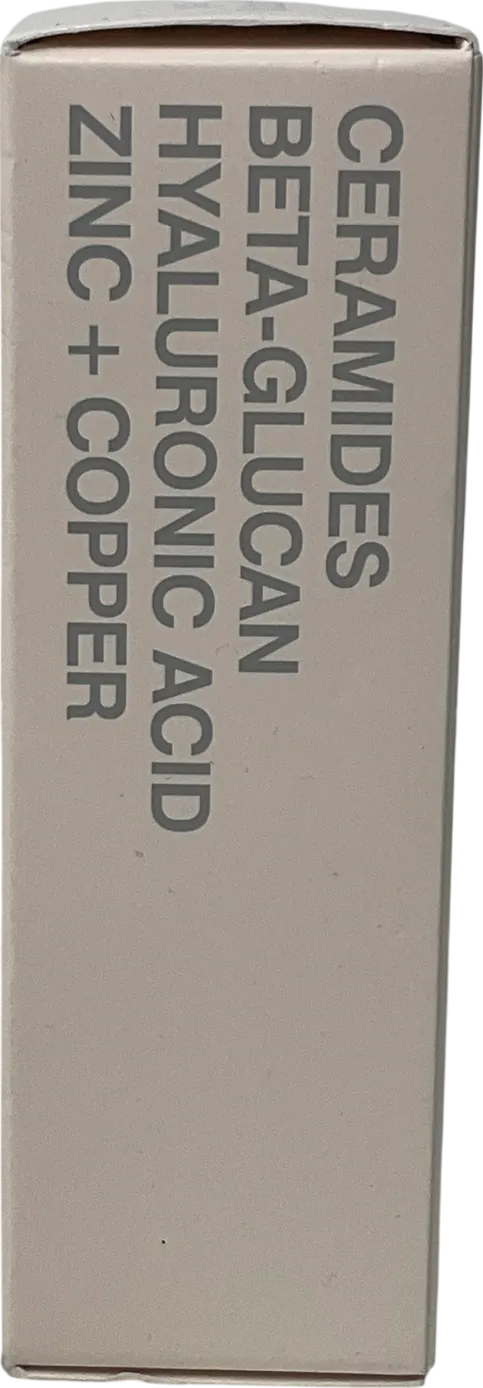 CERAMIDES
BETA-GLUCAN
HYALURONIC ACID
ZINC + COPPER